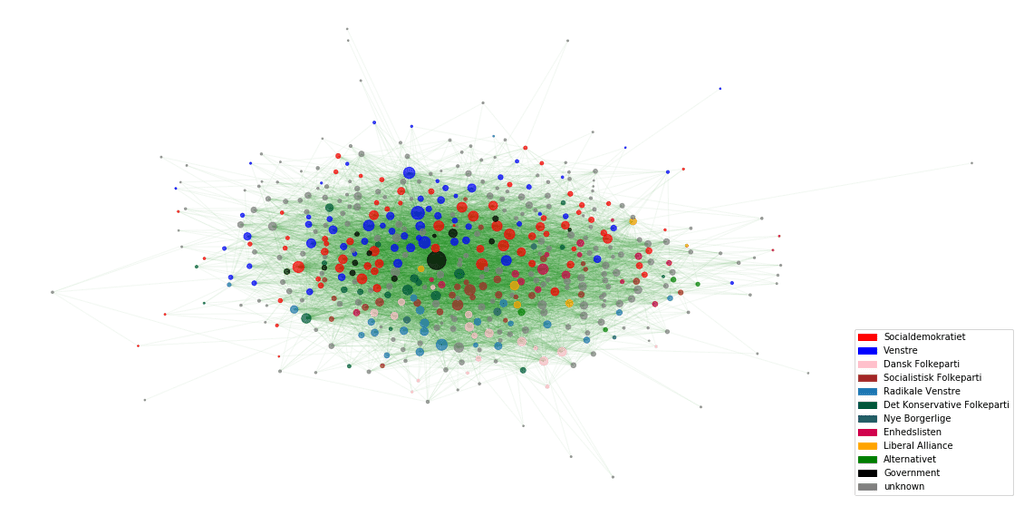 Socialdemokratiet
Venstre
Dansk Folkeparti
Socialistisk Folkeparti
Radikale Venstre
Det Konservative Folkeparti
Nye Borgerlige
Enhedslisten
Liberal Alliance
Alternativet
Government
unknown